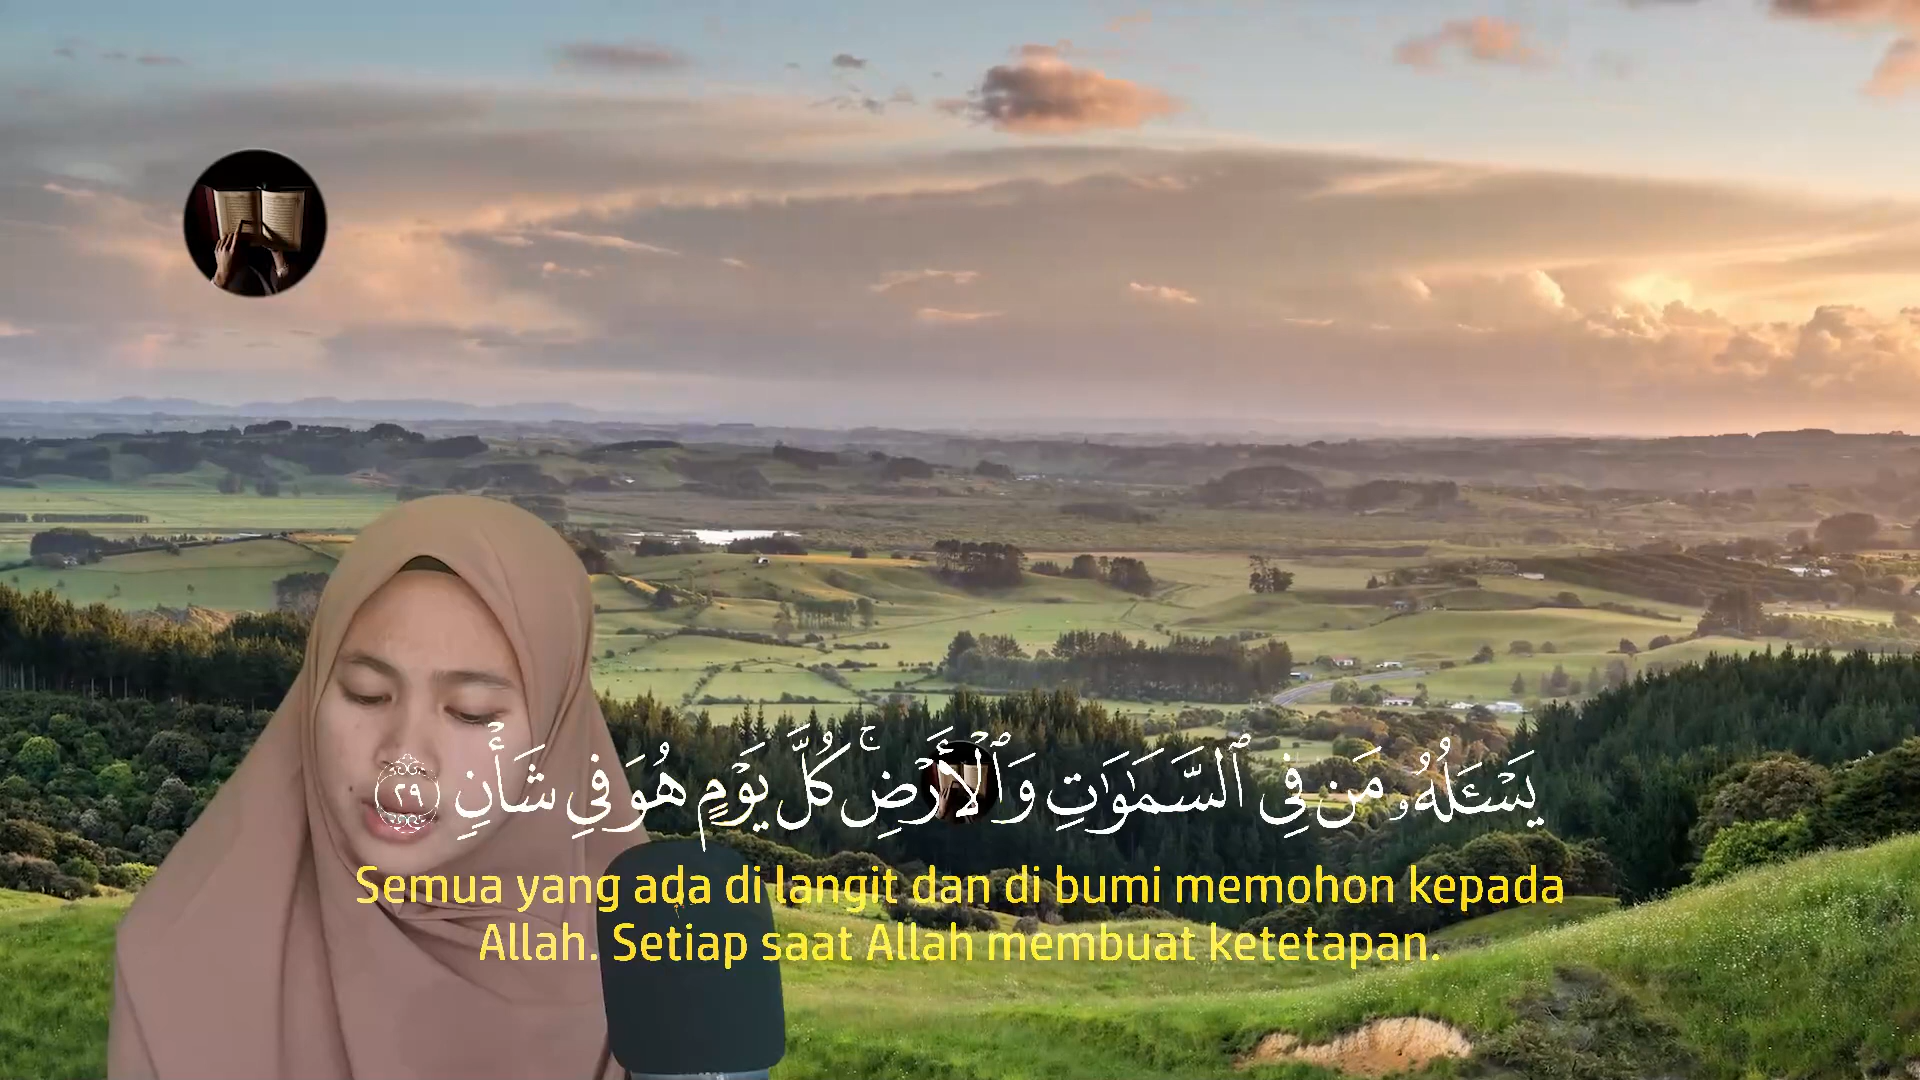 يَسْـَٔلُهُۥ مَن فِي ٱلسَّمَٰوَٰتِ وَٱلْأَرْضِ ۚ كُلَّ يَوْمٍ هُوَ فِي شَأْنٍ ٢٩
Semua yang ada di langit dan di bumi memohon kepada
Allah. Setiap saat Allah membuat ketetapan.